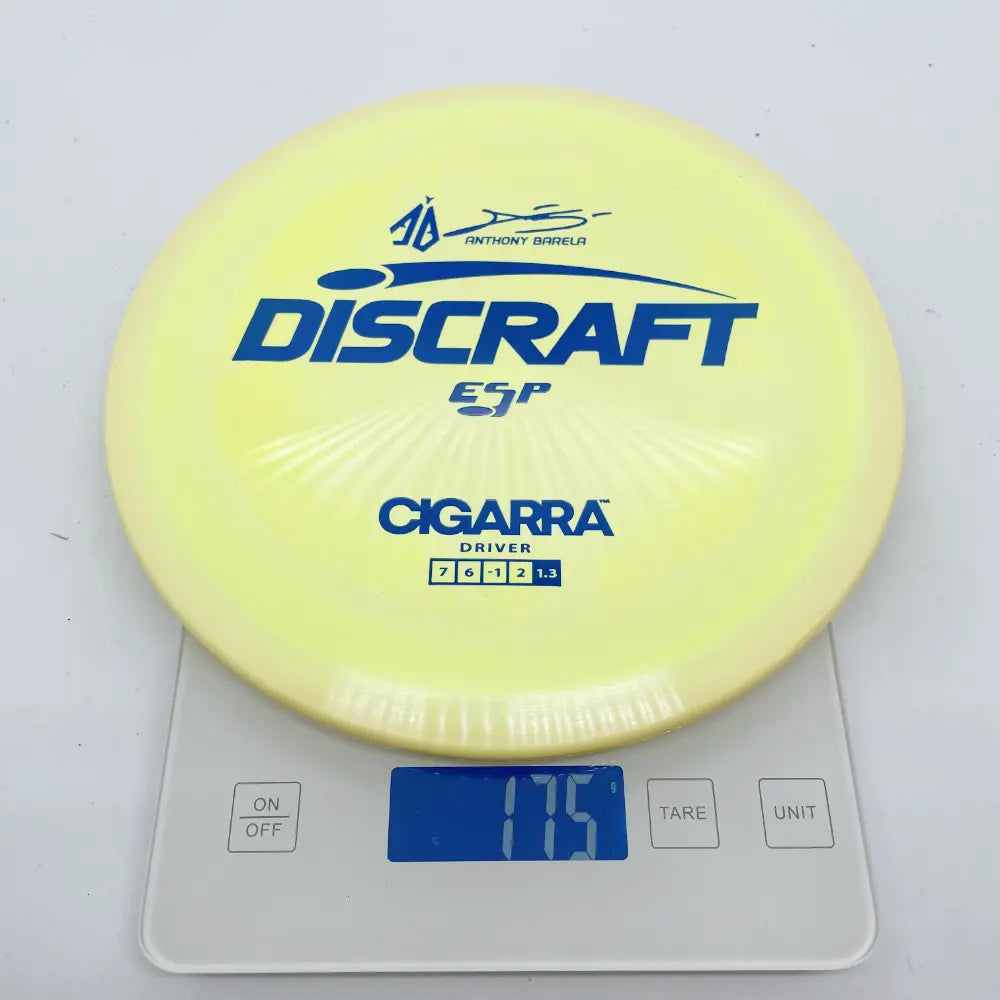 AB
ANTHONY BARELA
DISCRAFT
ESP
CIGARRA™
DRIVER
7 6 -1 2 1.3
175 g
ON
OFF
TARE
UNIT